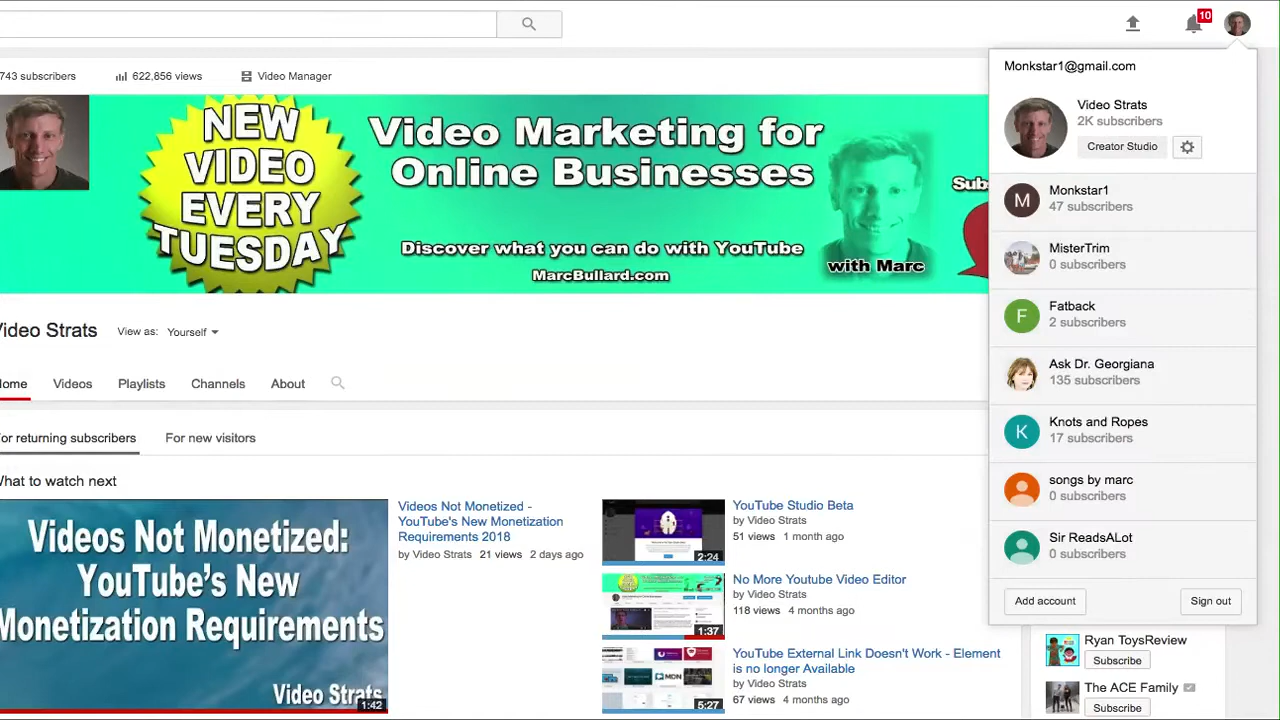 10
743 subscribers
622,856 views
Video Manager
NEW
VIDEO
EVERY
TUESDAY
Video Marketing for
Online Businesses
Discover what you can do with YouTube
MarcBullard.com
with Marc
Subs
Video Strats
View as: Yourself
Home
Videos
Playlists
Channels
About
For returning subscribers
For new visitors
What to watch next
Videos Not Monetized:
YouTube's New
Monetization Requirements
Video Strats
1:42
Videos Not Monetized -
YouTube's New Monetization
Requirements 2018
by Video Strats 21 views 2 days ago
2:24
YouTube Studio Beta
by Video Strats
51 views 1 month ago
1:37
No More Youtube Video Editor
by Video Strats
118 views 4 months ago
MDN
5:27
YouTube External Link Doesn't Work - Element
is no longer Available
by Video Strats
67 views 4 months ago
Monkstar1@gmail.com
Video Strats
2K subscribers
Creator Studio
M
Monkstar1
47 subscribers
MisterTrim
0 subscribers
F
Fatback
2 subscribers
Ask Dr. Georgiana
135 subscribers
K
Knots and Ropes
17 subscribers
songs by marc
0 subscribers
Sir ReadsALot
0 subscribers
Add account
Sign out
Ryan ToysReview
Subscribe
The ACE Family
Subscribe